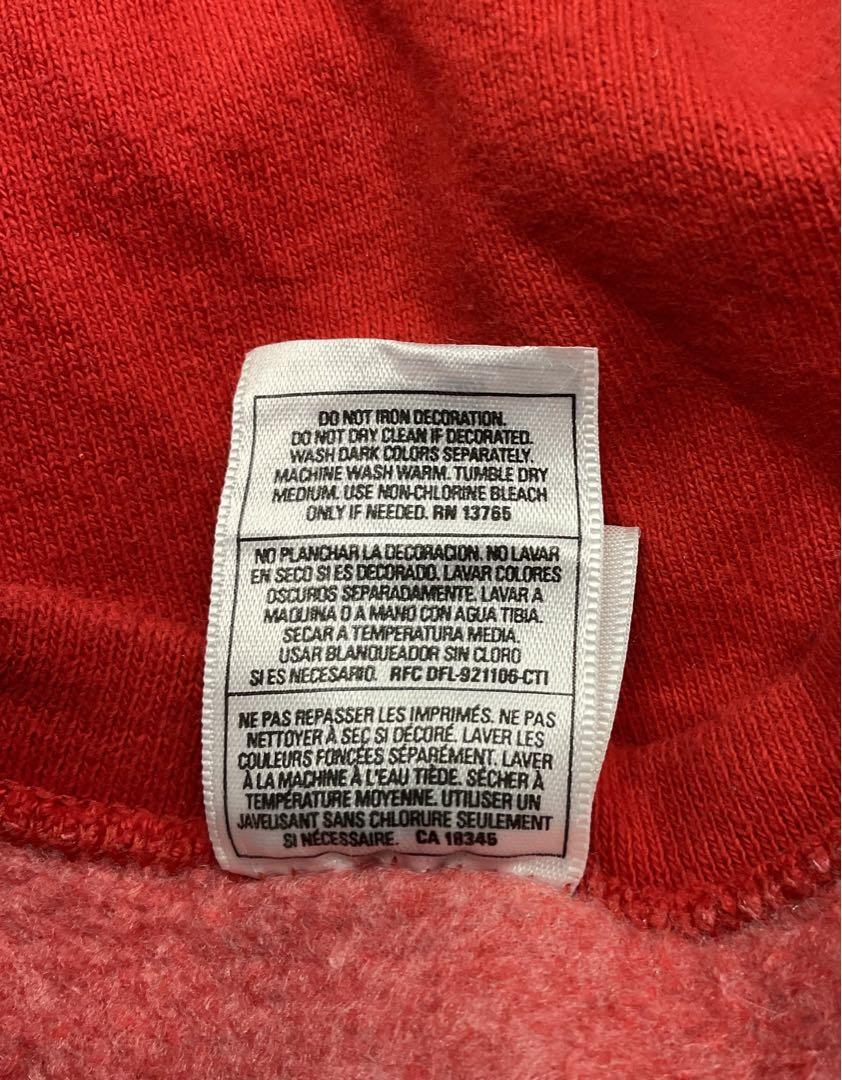 DO NOT IRON DECORATION.
DO NOT DRY CLEAN IF DECORATED.
WASH DARK COLORS SEPARATELY.
MACHINE WASH WARM. TUMBLE DRY
MEDIUM. USE NON-CHLORINE BLEACH
ONLY IF NEEDED. RN 13765
NO PLANCHAR LA DECORACION. NO LAVAR
EN SECO SI ES DECORADO. LAVAR COLORES
OSCUROS SEPARADAMENTE. LAVAR A
MAQUINA O A MANO CON AGUA TIBIA.
SECAR A TEMPERATURA MEDIA.
USAR BLANQUEADOR SIN CLORO
SI ES NECESARIO. RFC DFL-921106-CTI
NE PAS REPASSER LES IMPRIMÉS. NE PAS
NETTOYER À SEC SI DÉCORÉ. LAVER LES
COULEURS FONCÉES SÉPARÉMENT. LAVER
À LA MACHINE À L'EAU TIÈDE. SÉCHER À
TEMPÉRATURE MOYENNE. UTILISER UN
JAVELISANT SANS CHLORURE SEULEMENT
SI NÉCESSAIRE. CA 18346